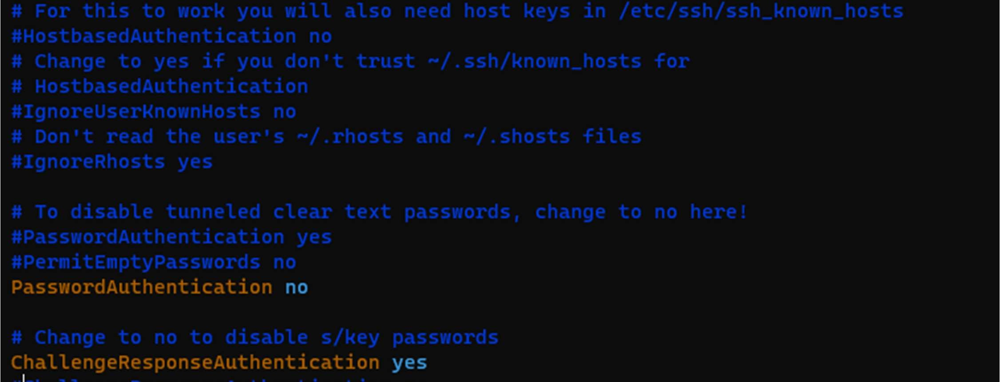 # For this to work you will also need host keys in /etc/ssh/ssh_known_hosts
#HostbasedAuthentication no
# Change to yes if you don't trust ~/.ssh/known_hosts for
# HostbasedAuthentication
#IgnoreUserKnownHosts no
# Don't read the user's ~/.rhosts and ~/.shosts files
#IgnoreRhosts yes
# To disable tunneled clear text passwords, change to no here!
#PasswordAuthentication yes
#PermitEmptyPasswords no
PasswordAuthentication no
# Change to no to disable s/key passwords
ChallengeResponseAuthentication yes